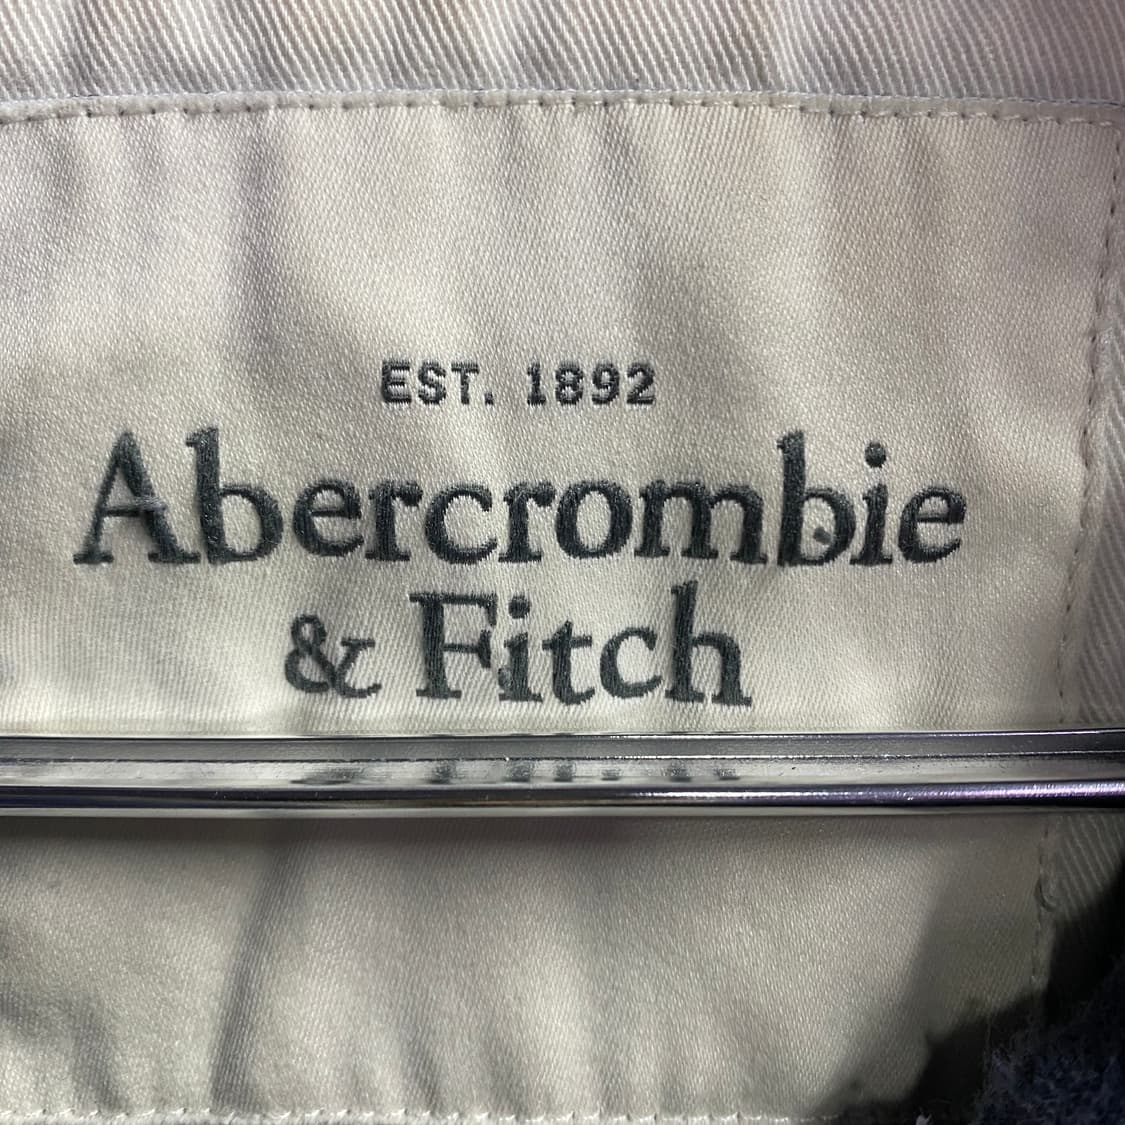 EST. 1892
Abercrombie
& Fitch